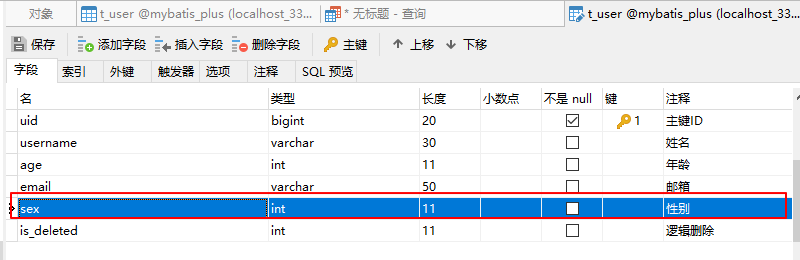 对象 t_user @mybatis_plus (localhost_33... * 无标题 - 查询 t_user @mybatis_plus (localhost_33...
保存 添加字段 插入字段 删除字段 主键 上移 下移
字段 索引 外键 触发器 选项 注释 SQL 预览
名 类型 长度 小数点 不是 null 键 注释
uid bigint 20 1 主键ID
username varchar 30 姓名
age int 11 年龄
email varchar 50 邮箱
sex int 11 性别
is_deleted int 11 逻辑删除